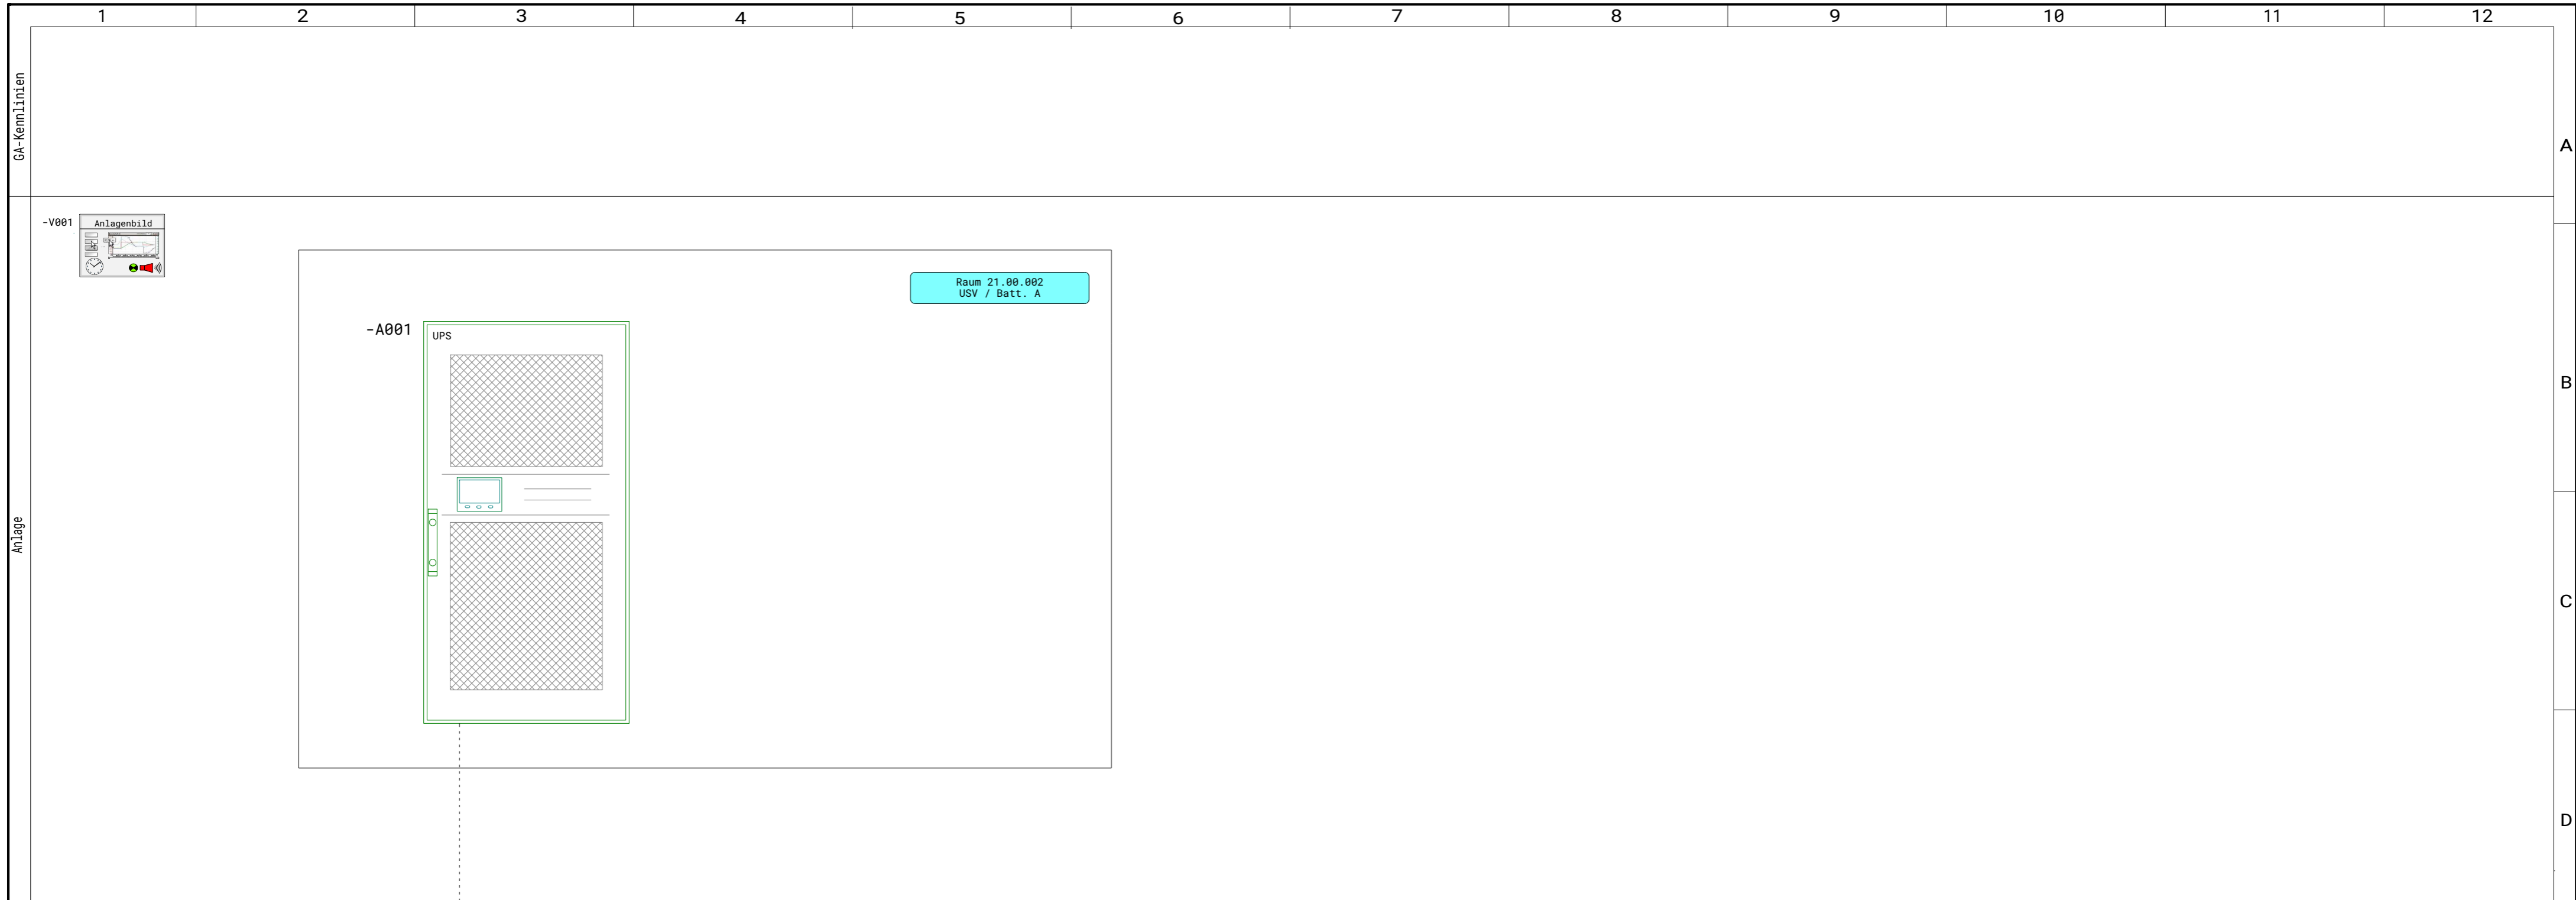 1 2 3 4 5 6 7 8 9 10 11 12
GA-Kennlinien
A
-V001
Anlagenbild
Raum 21.00.002
USV / Batt. A
-A001
UPS
B
Anlage
C
D